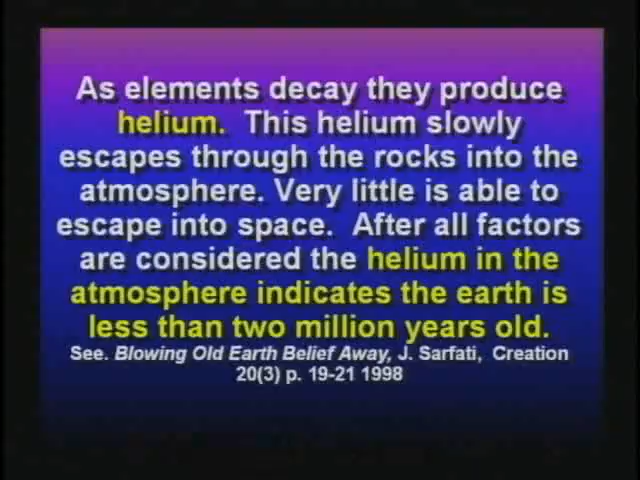 As elements decay they produce
helium. This helium slowly
escapes through the rocks into the
atmosphere. Very little is able to
escape into space. After all factors
are considered the helium in the
atmosphere indicates the earth is
less than two million years old.
See. Blowing Old Earth Belief Away, J. Sarfati, Creation
20(3) p. 19-21 1998